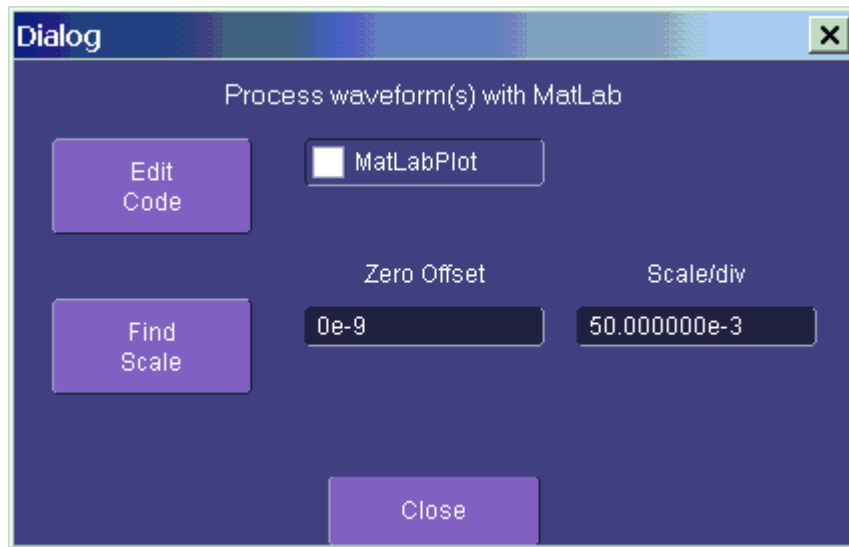 Dialog
Process waveform(s) with MatLab
Edit
Code
MatLabPlot
Zero Offset
Scale/div
Find
Scale
0e-9
50.000000e-3
Close